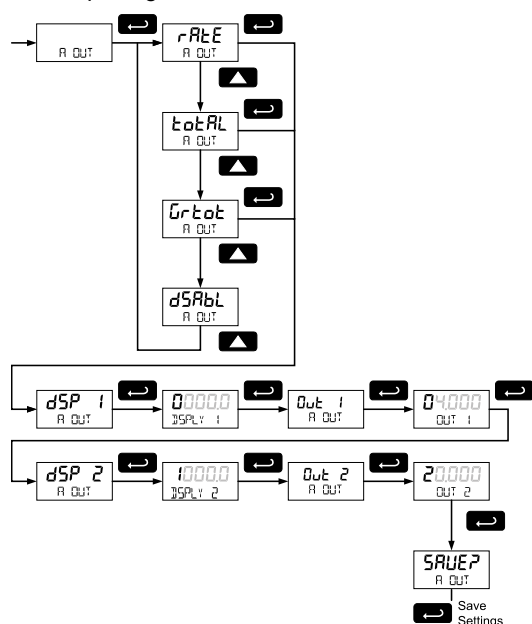 A OUT
rAtE
A OUT
totAL
A OUT
Grtot
A OUT
dSAbL
A OUT
dSP 1
A OUT
0000.0
DSPLY 1
Out 1
A OUT
04.000
OUT 1
dSP 2
A OUT
1000.0
DSPLY 2
Out 2
A OUT
20.000
OUT 2
SAVE?
A OUT
Save
Settings